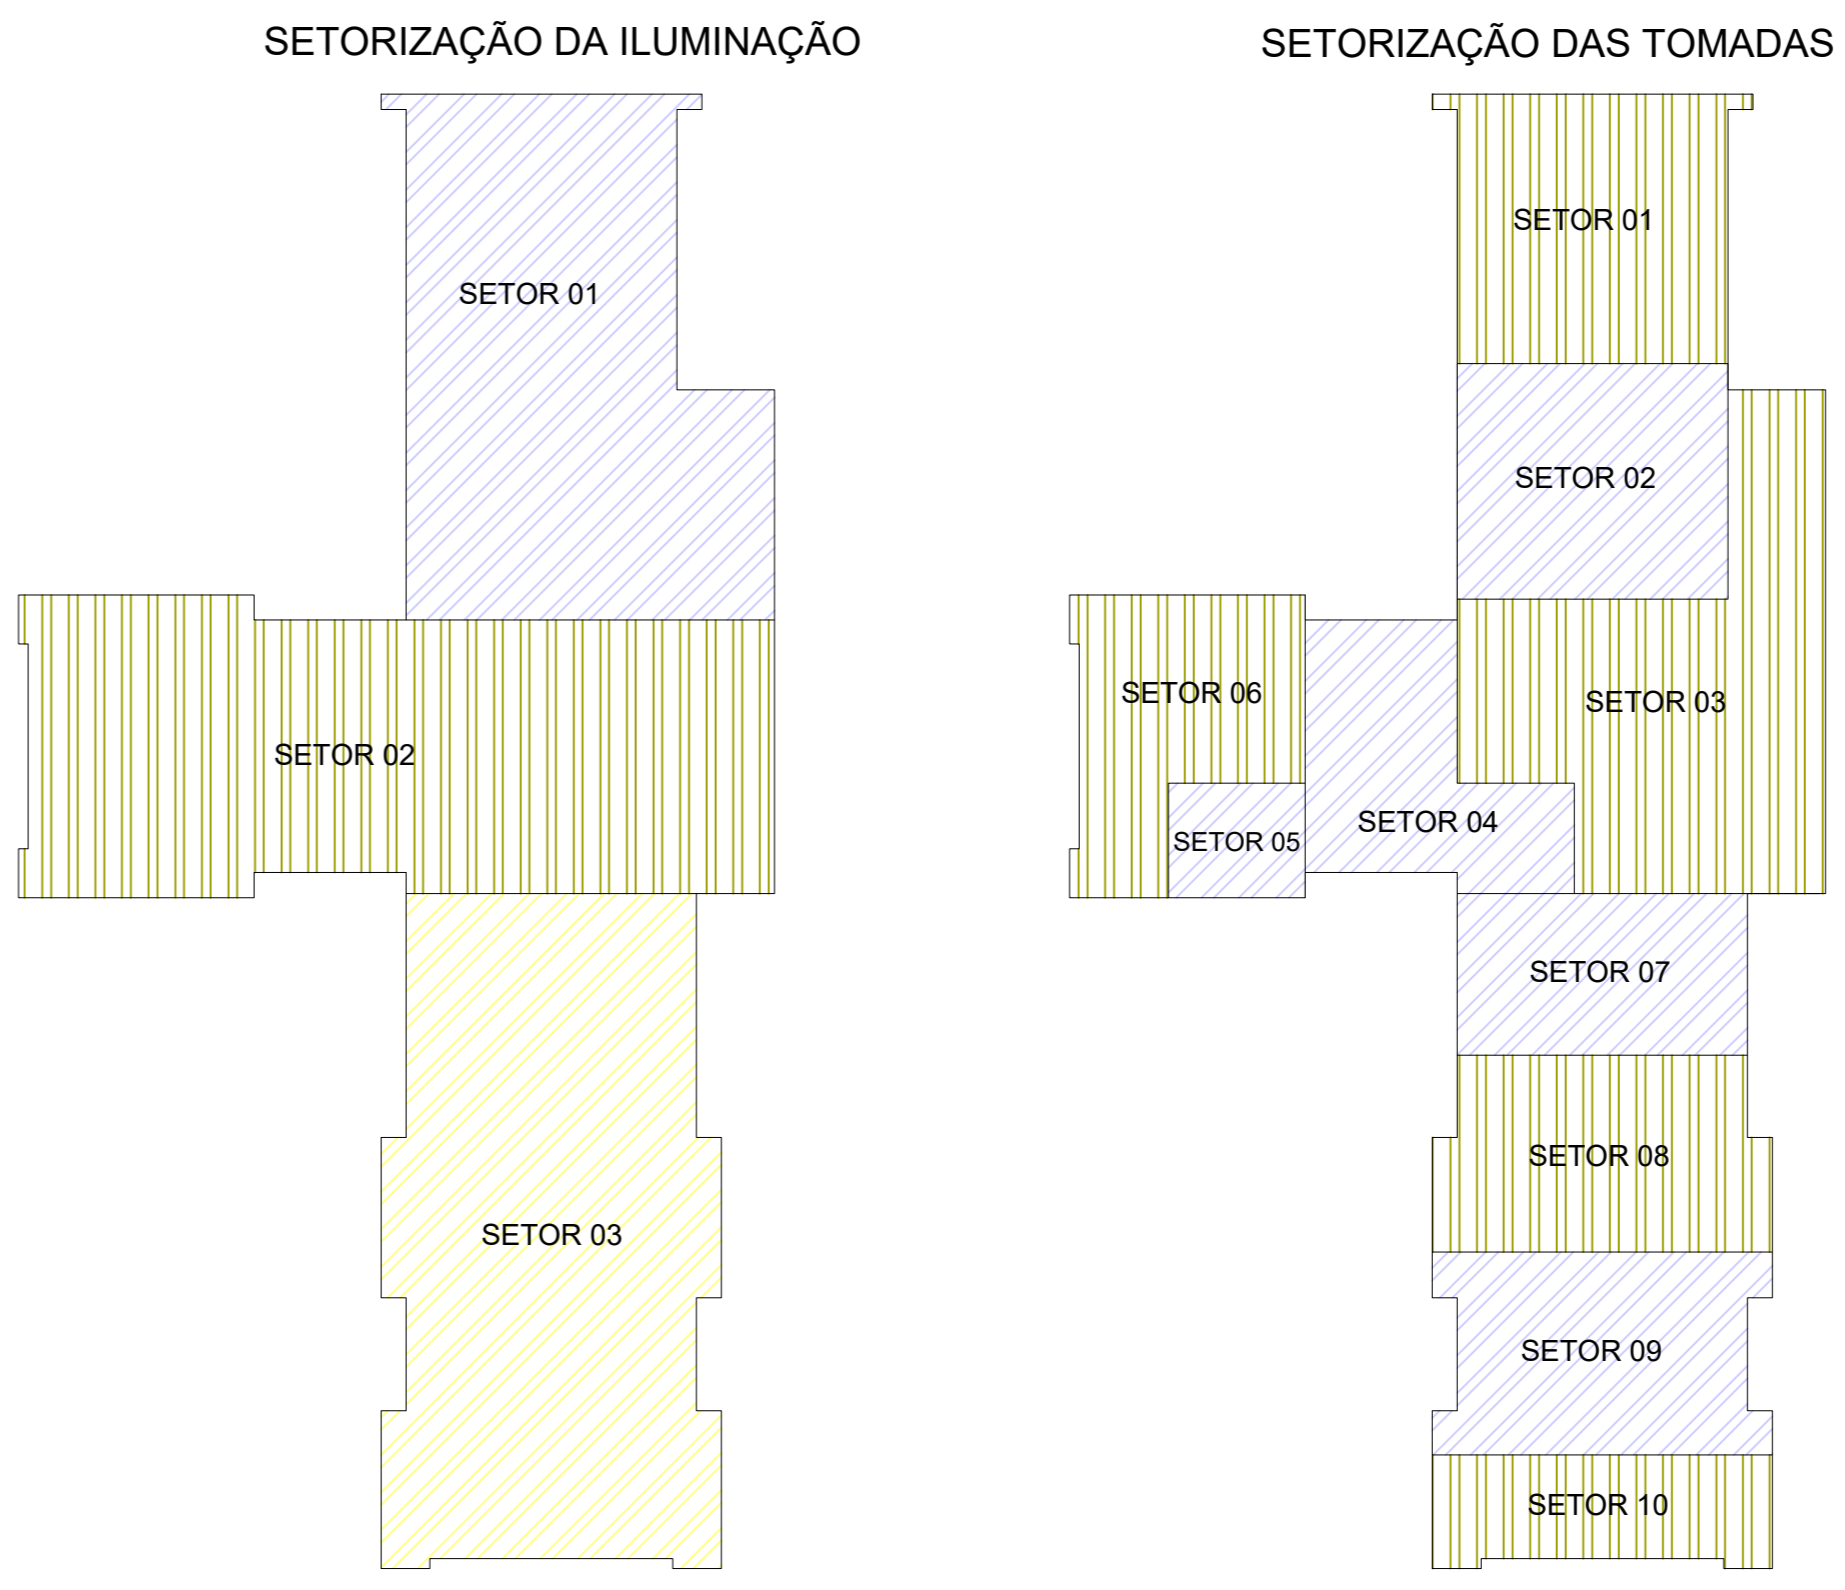 SETORIZAÇÃO DA ILUMINAÇÃO
SETOR 01
SETOR 02
SETOR 03
SETORIZAÇÃO DAS TOMADAS
SETOR 01
SETOR 02
SETOR 06
SETOR 03
SETOR 04
SETOR 05
SETOR 07
SETOR 08
SETOR 09
SETOR 10